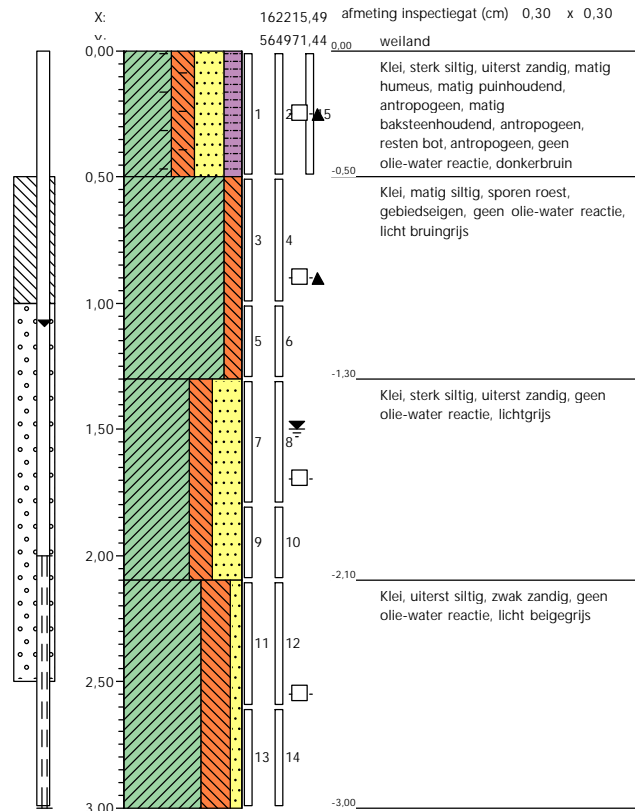 X: 162215,49 afmeting inspectiegat (cm) 0,30 x 0,30
564971,44 weiland
0,00
0,00
Klei, sterk siltig, uiterst zandig, matig
humeus, matig puinhoudend,
antropogeen, matig
baksteenhoudend, antropogeen,
resten bot, antropogeen, geen
olie-water reactie, donkerbruin
1 2 15
0,50
-0,50
Klei, matig siltig, sporen roest,
gebiedseigen, geen olie-water reactie,
licht bruingrijs
3 4
1,00
5 6
-1,30
Klei, sterk siltig, uiterst zandig, geen
olie-water reactie, lichtgrijs
1,50
7 8
9 10
2,00
-2,10
Klei, uiterst siltig, zwak zandig, geen
olie-water reactie, licht beigegrijs
11 12
2,50
13 14
3,00
-3,00